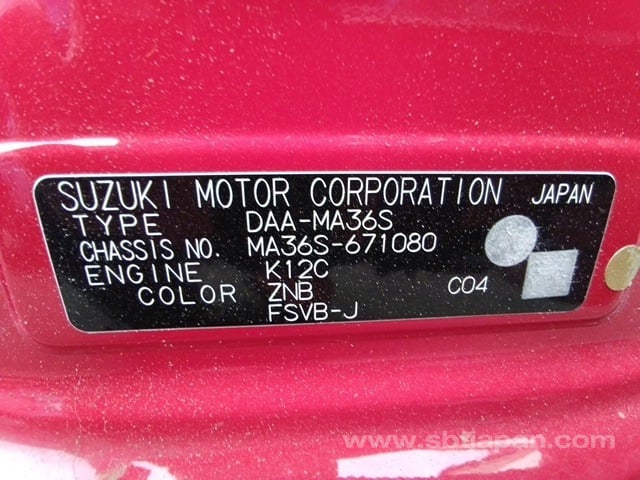 SUZUKI MOTOR CORPORATION JAPAN
TYPE DAA-MA36S
CHASSIS NO. MA36S-671080
ENGINE K12C
COLOR ZNB C04
FSVB-J
www.sbtjapan.com